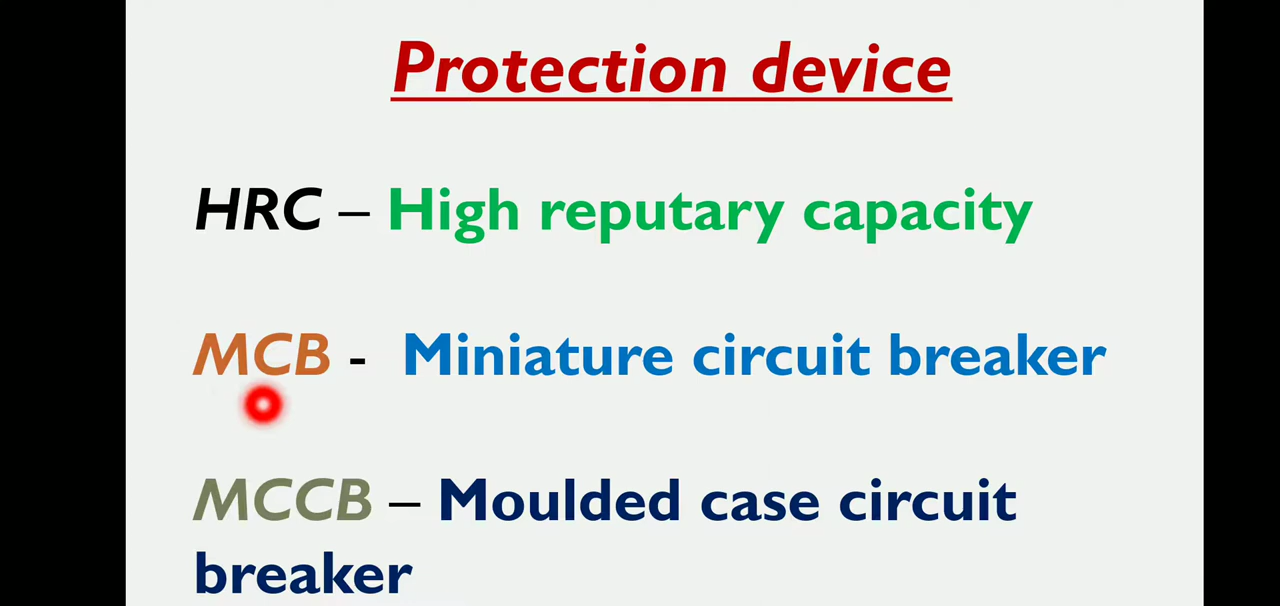 Protection device
HRC – High reputary capacity
MCB - Miniature circuit breaker
MCCB – Moulded case circuit
breaker